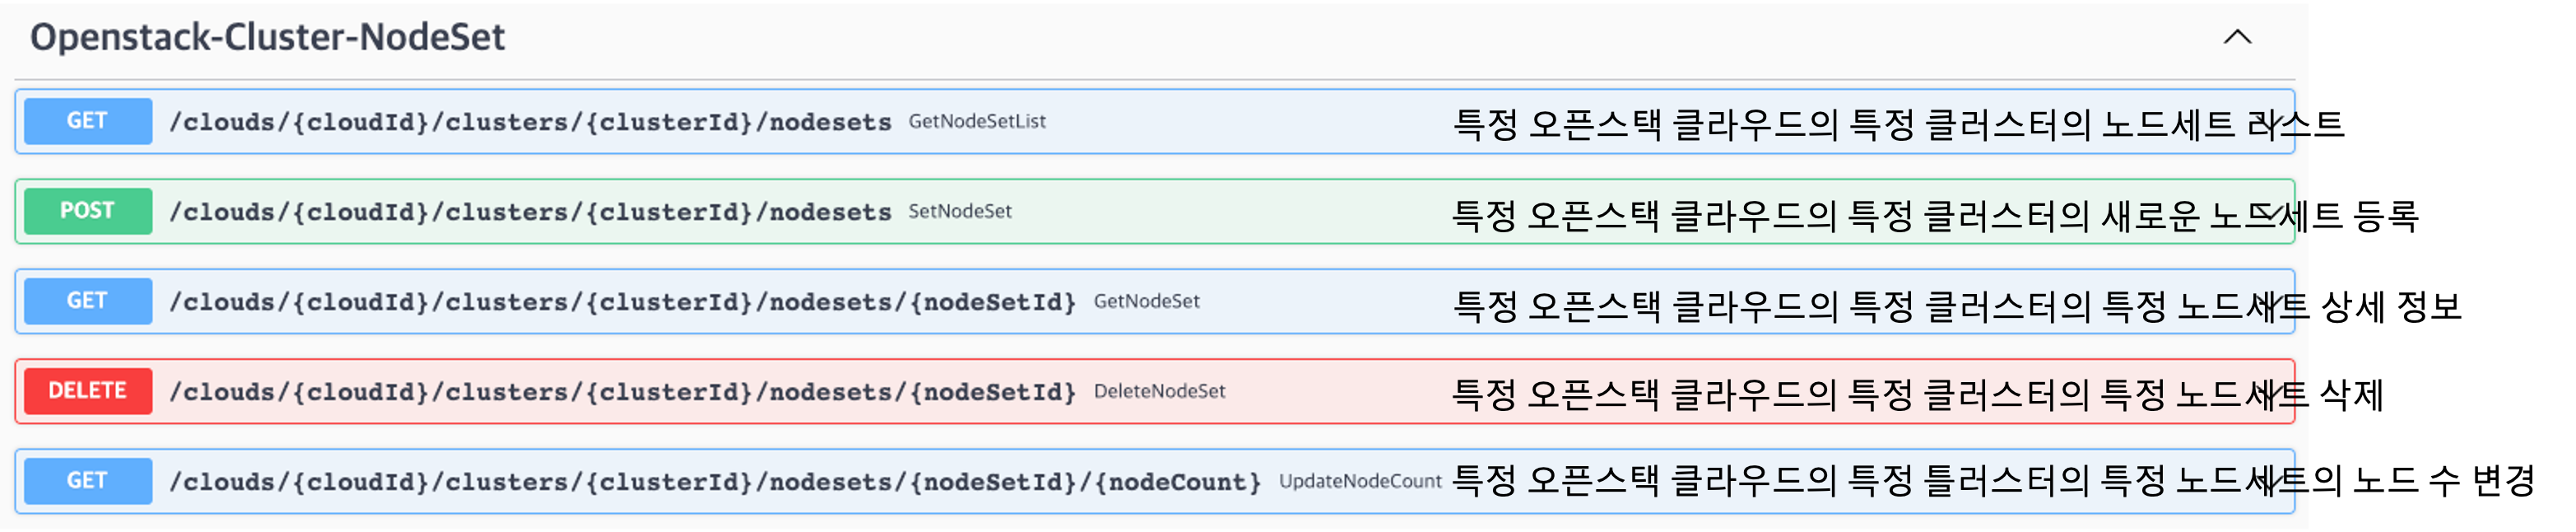 Openstack-Cluster-NodeSet
GET /clouds/{cloudId}/clusters/{clusterId}/nodesets GetNodeSetList 특정 오픈스택 클라우드의 특정 클러스터의 노드세트 리스트
POST /clouds/{cloudId}/clusters/{clusterId}/nodesets SetNodeSet 특정 오픈스택 클라우드의 특정 클러스터의 새로운 노드세트 등록
GET /clouds/{cloudId}/clusters/{clusterId}/nodesets/{nodeSetId} GetNodeSet 특정 오픈스택 클라우드의 특정 클러스터의 특정 노드세트 상세 정보
DELETE /clouds/{cloudId}/clusters/{clusterId}/nodesets/{nodeSetId} DeleteNodeSet 특정 오픈스택 클라우드의 특정 클러스터의 특정 노드세트 삭제
GET /clouds/{cloudId}/clusters/{clusterId}/nodesets/{nodeSetId}/{nodeCount} UpdateNodeCount 특정 오픈스택 클라우드의 특정 틀러스터의 특정 노드세트의 노드 수 변경